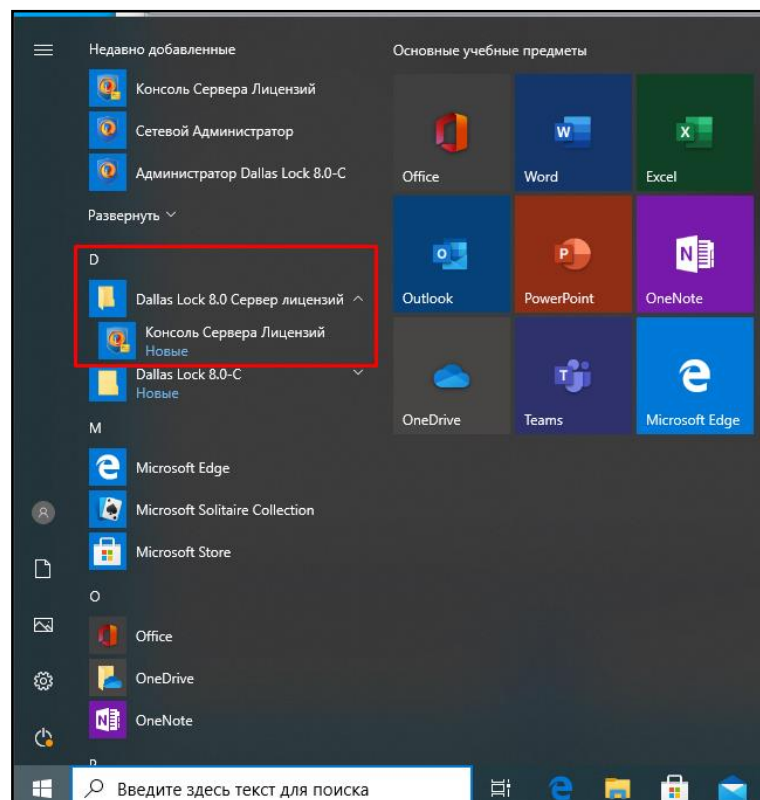 Недавно добавленные
Консоль Сервера Лицензий
Сетевой Администратор
Администратор Dallas Lock 8.0-C
Развернуть
D
Dallas Lock 8.0 Сервер лицензий
Консоль Сервера Лицензий
Новые
Dallas Lock 8.0-C
Новые
M
Microsoft Edge
Microsoft Solitaire Collection
Microsoft Store
O
Office
OneDrive
OneNote
Основные учебные предметы
Office
Word
Excel
Outlook
PowerPoint
OneNote
OneDrive
Teams
Microsoft Edge
Введите здесь текст для поиска